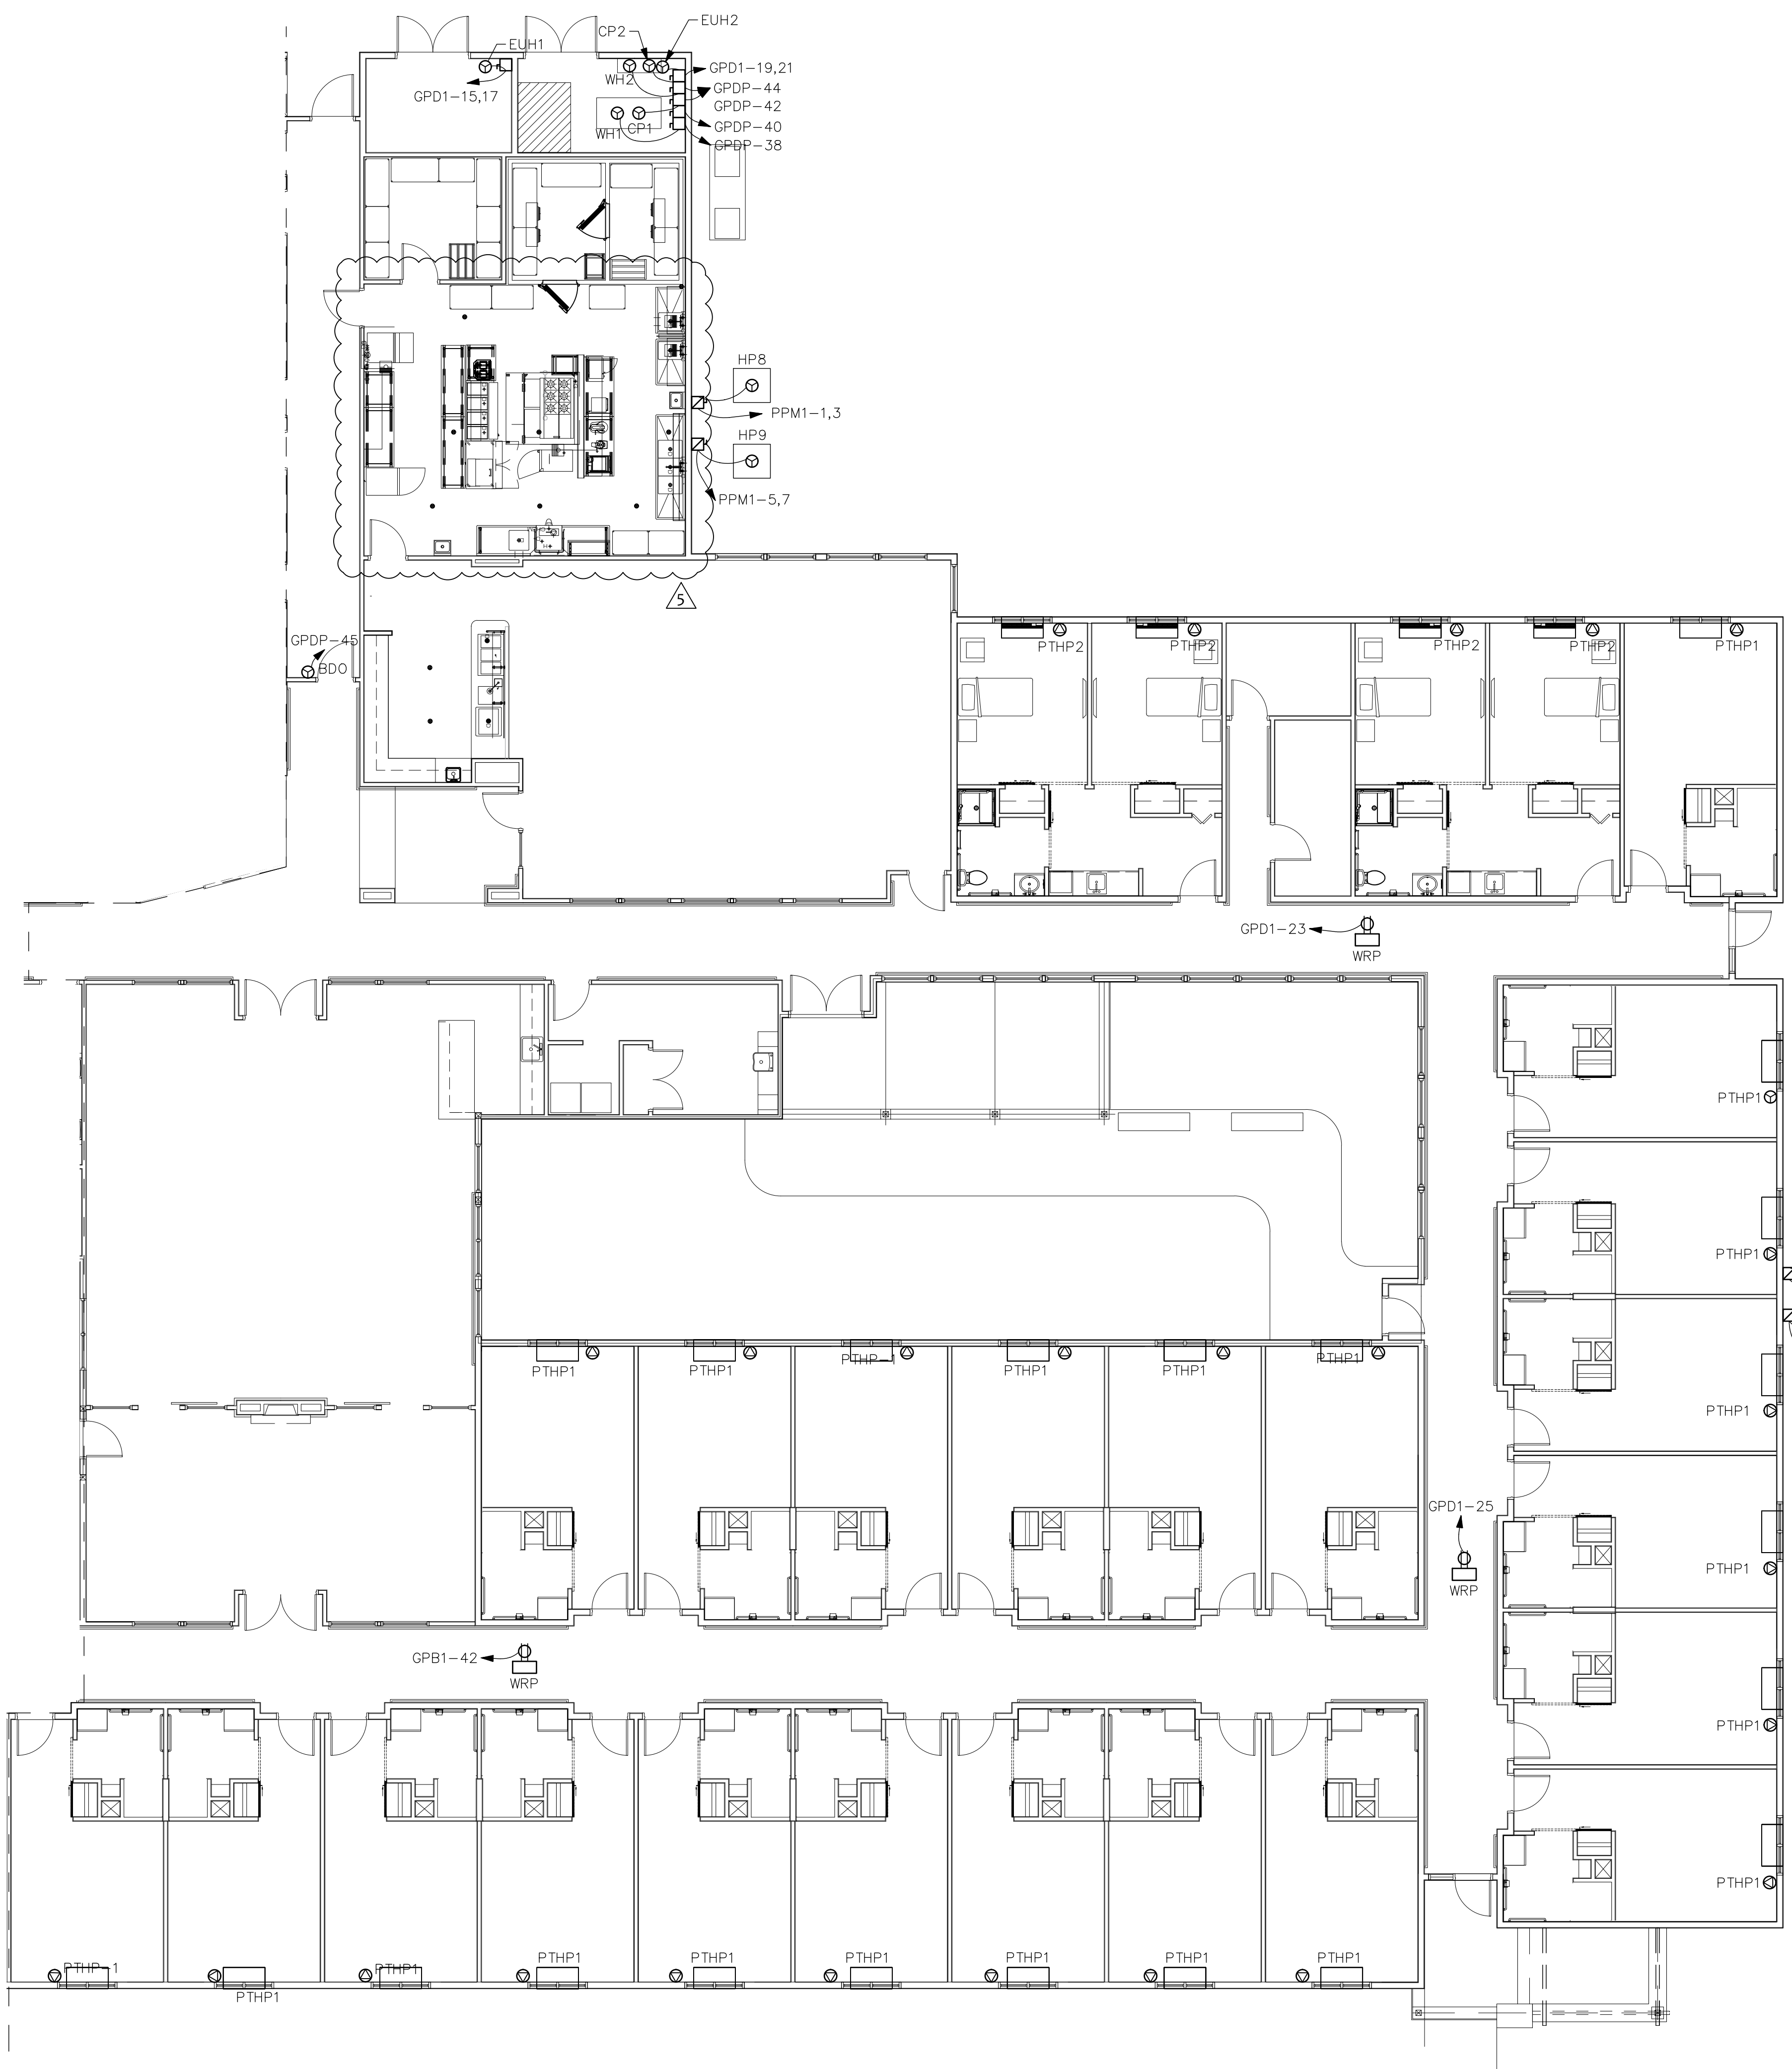 EUH2
CP2
EUH1
WH2
GPD1-19,21
GPD1-15,17
GPDP-44
GPDP-42
WH1
CP1
GPDP-40
GPDP-38
HP8
PPM1-1,3
HP9
PPM1-5,7
5
GPDP-45
BDO
PTHP2
PTHP2
PTHP2
PTHP2
PTHP1
GPD1-23
WRP
PTHP1
PTHP1
PTHP1
PTHP1
PTHP-1
PTHP1
PTHP1
PTHP1
PTHP1
GPD1-25
WRP
PTHP1
GPB1-42
WRP
PTHP1
PTHP1
PTHP-1
PTHP1
PTHP1
PTHP1
PTHP1
PTHP1
PTHP1
PTHP1
PTHP1